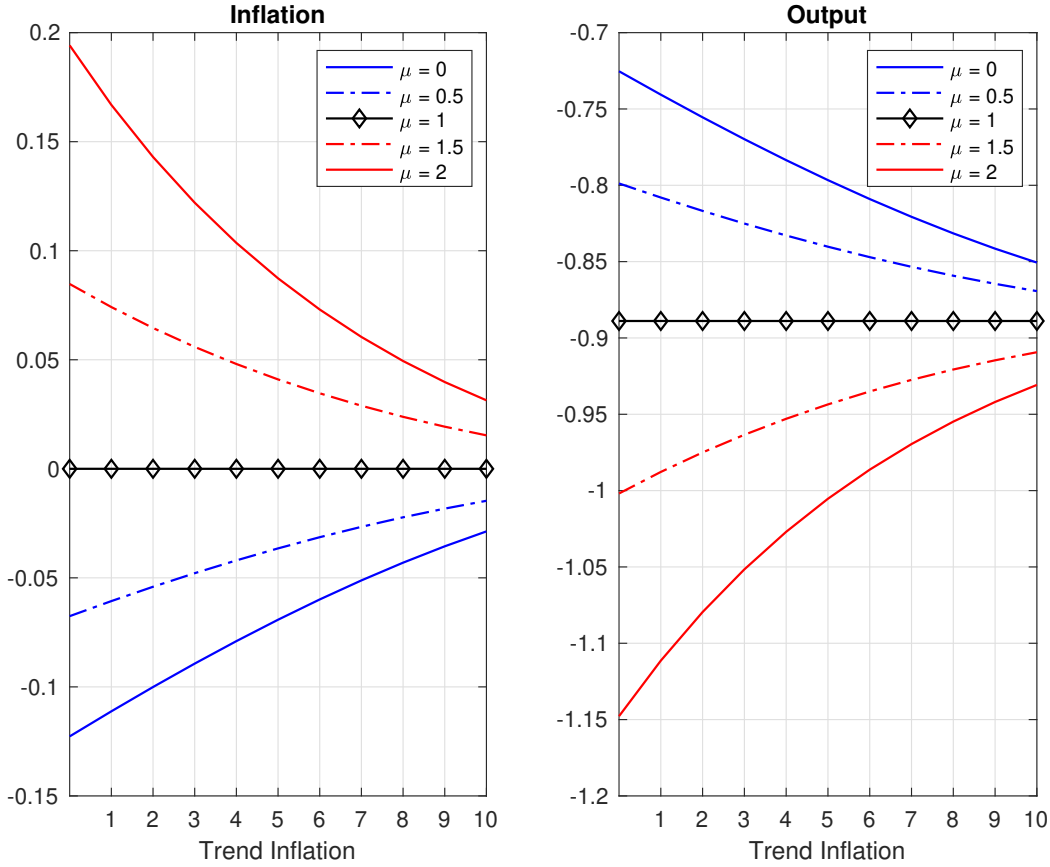 Inflation
0.2
0.15
0.1
0.05
0
-0.05
-0.1
-0.15
1 2 3 4 5 6 7 8 9 10
Trend Inflation
μ = 0
μ = 0.5
μ = 1
μ = 1.5
μ = 2
Output
-0.7
-0.75
-0.8
-0.85
-0.9
-0.95
-1
-1.05
-1.1
-1.15
-1.2
1 2 3 4 5 6 7 8 9 10
Trend Inflation
μ = 0
μ = 0.5
μ = 1
μ = 1.5
μ = 2